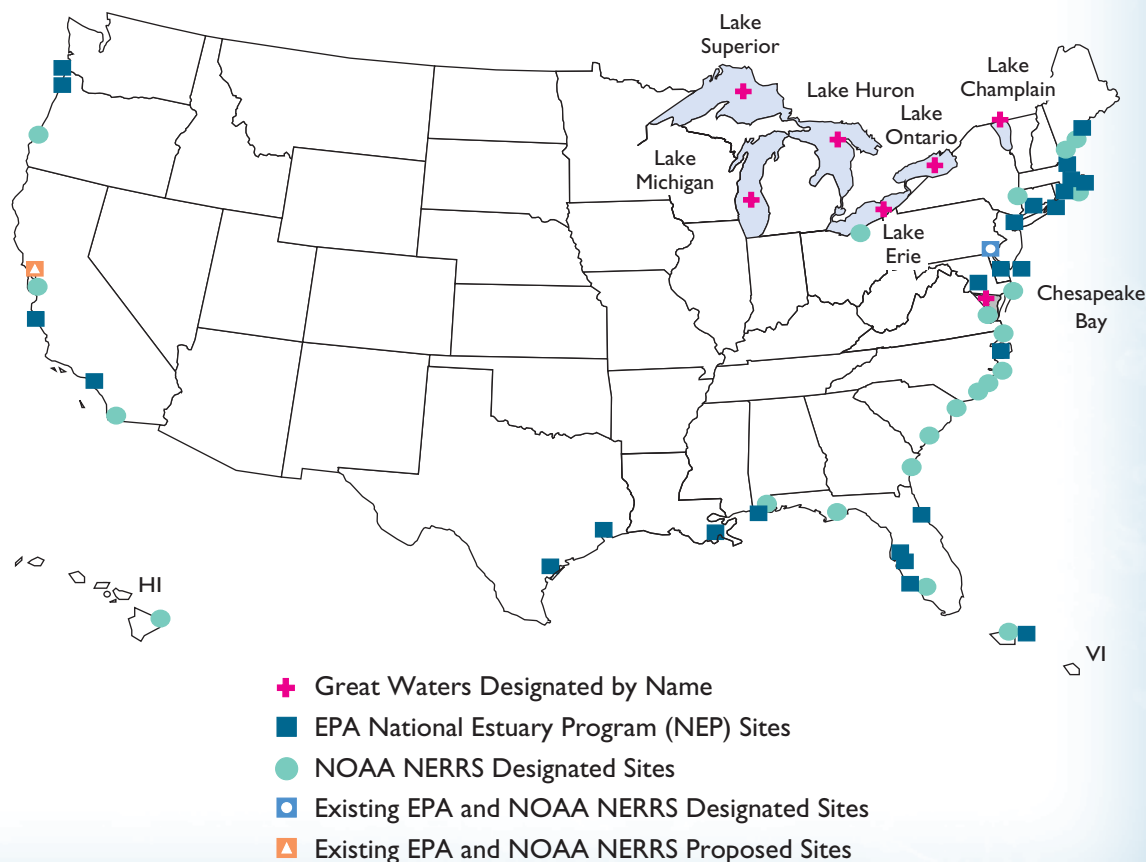 Lake
Superior
Lake Huron
Lake
Champlain
Lake
Ontario
Lake
Michigan
Lake
Erie
Chesapeake
Bay
HI
VI
Great Waters Designated by Name
EPA National Estuary Program (NEP) Sites
NOAA NERRS Designated Sites
Existing EPA and NOAA NERRS Designated Sites
Existing EPA and NOAA NERRS Proposed Sites